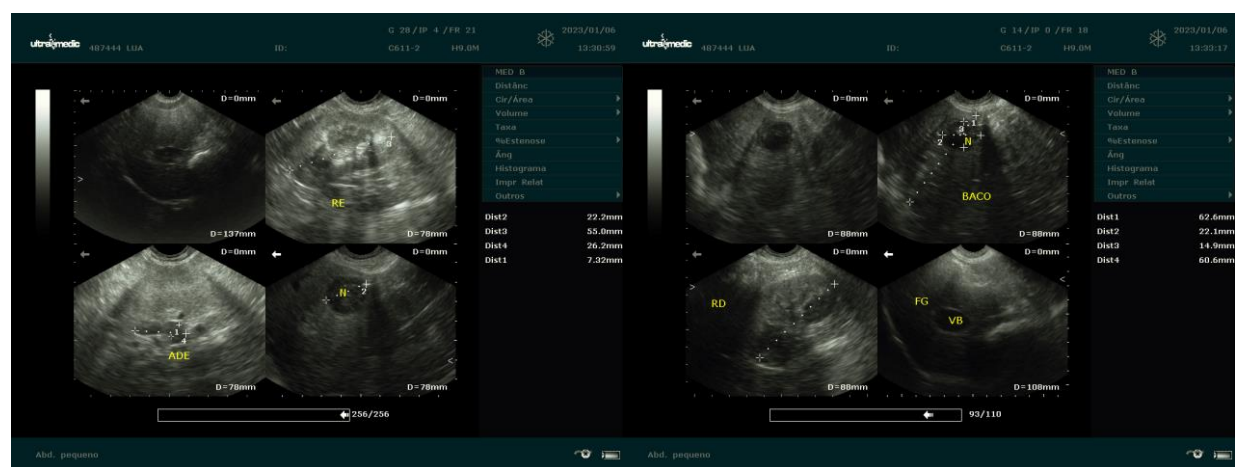 ultramedic 487444 LUA ID: G 28 /IP 4 /FR 21 2023/01/06
C611-2 H9.0M 13:30:59
MED B
Distânc
Cir/Área
Volume
Taxa
%Estenose
Âng
Histograma
Impr Relat
Outros
D=0mm D=0mm
RE
D=137mm D=78mm
Dist2 22.2mm
Dist3 55.0mm
Dist4 26.2mm
Dist1 7.32mm
D=0mm D=0mm
N
ADE
D=78mm D=78mm
256/256
Abd. pequeno
ultramedic 487444 LUA ID: G 14 /IP 0 /FR 18 2023/01/06
C611-2 H9.0M 13:33:17
MED B
Distânc
Cir/Área
Volume
Taxa
%Estenose
Âng
Histograma
Impr Relat
Outros
D=0mm D=0mm
N
BACO
D=88mm D=88mm
Dist1 62.6mm
Dist2 22.1mm
Dist3 14.9mm
Dist4 60.6mm
D=0mm D=0mm
RD FG
VB
D=88mm D=108mm
93/110
Abd. pequeno